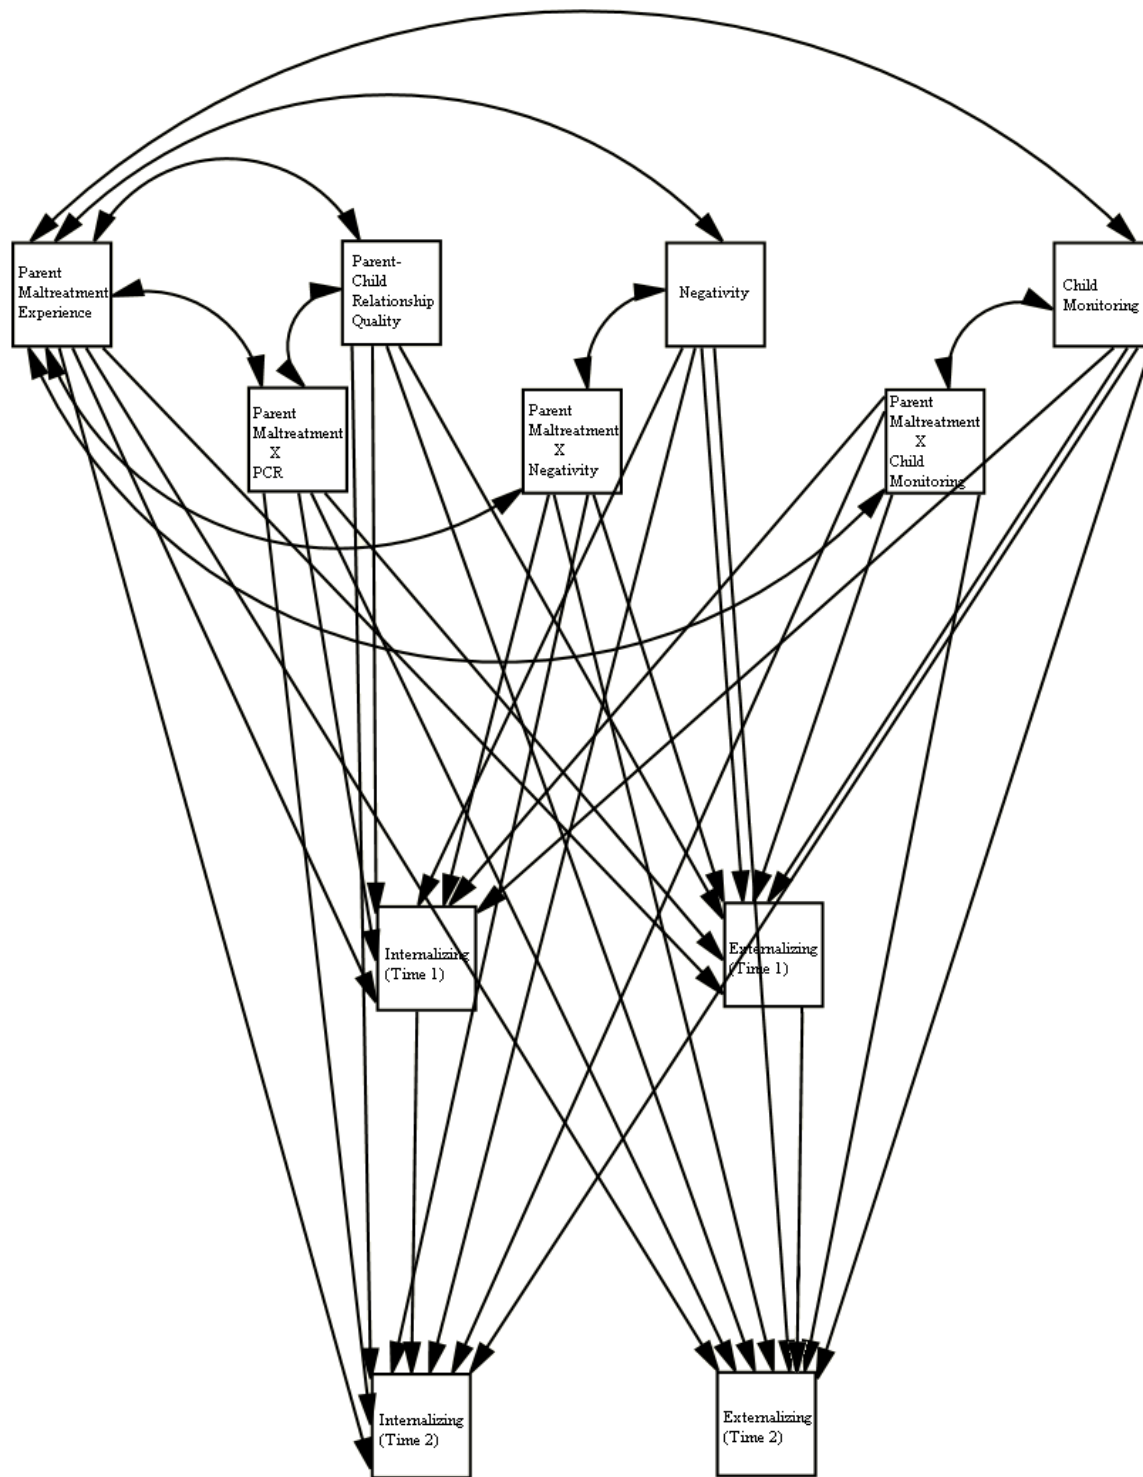 Parent
Maltreatment
Experience
Parent-
Child
Relationship
Quality
Negativity
Child
Monitoring
Parent
Maltreatment
X
PCR
Parent
Maltreatment
X
Negativity
Parent
Maltreatment
X
Child
Monitoring
Internalizing
(Time 1)
Externalizing
(Time 1)
Internalizing
(Time 2)
Externalizing
(Time 2)